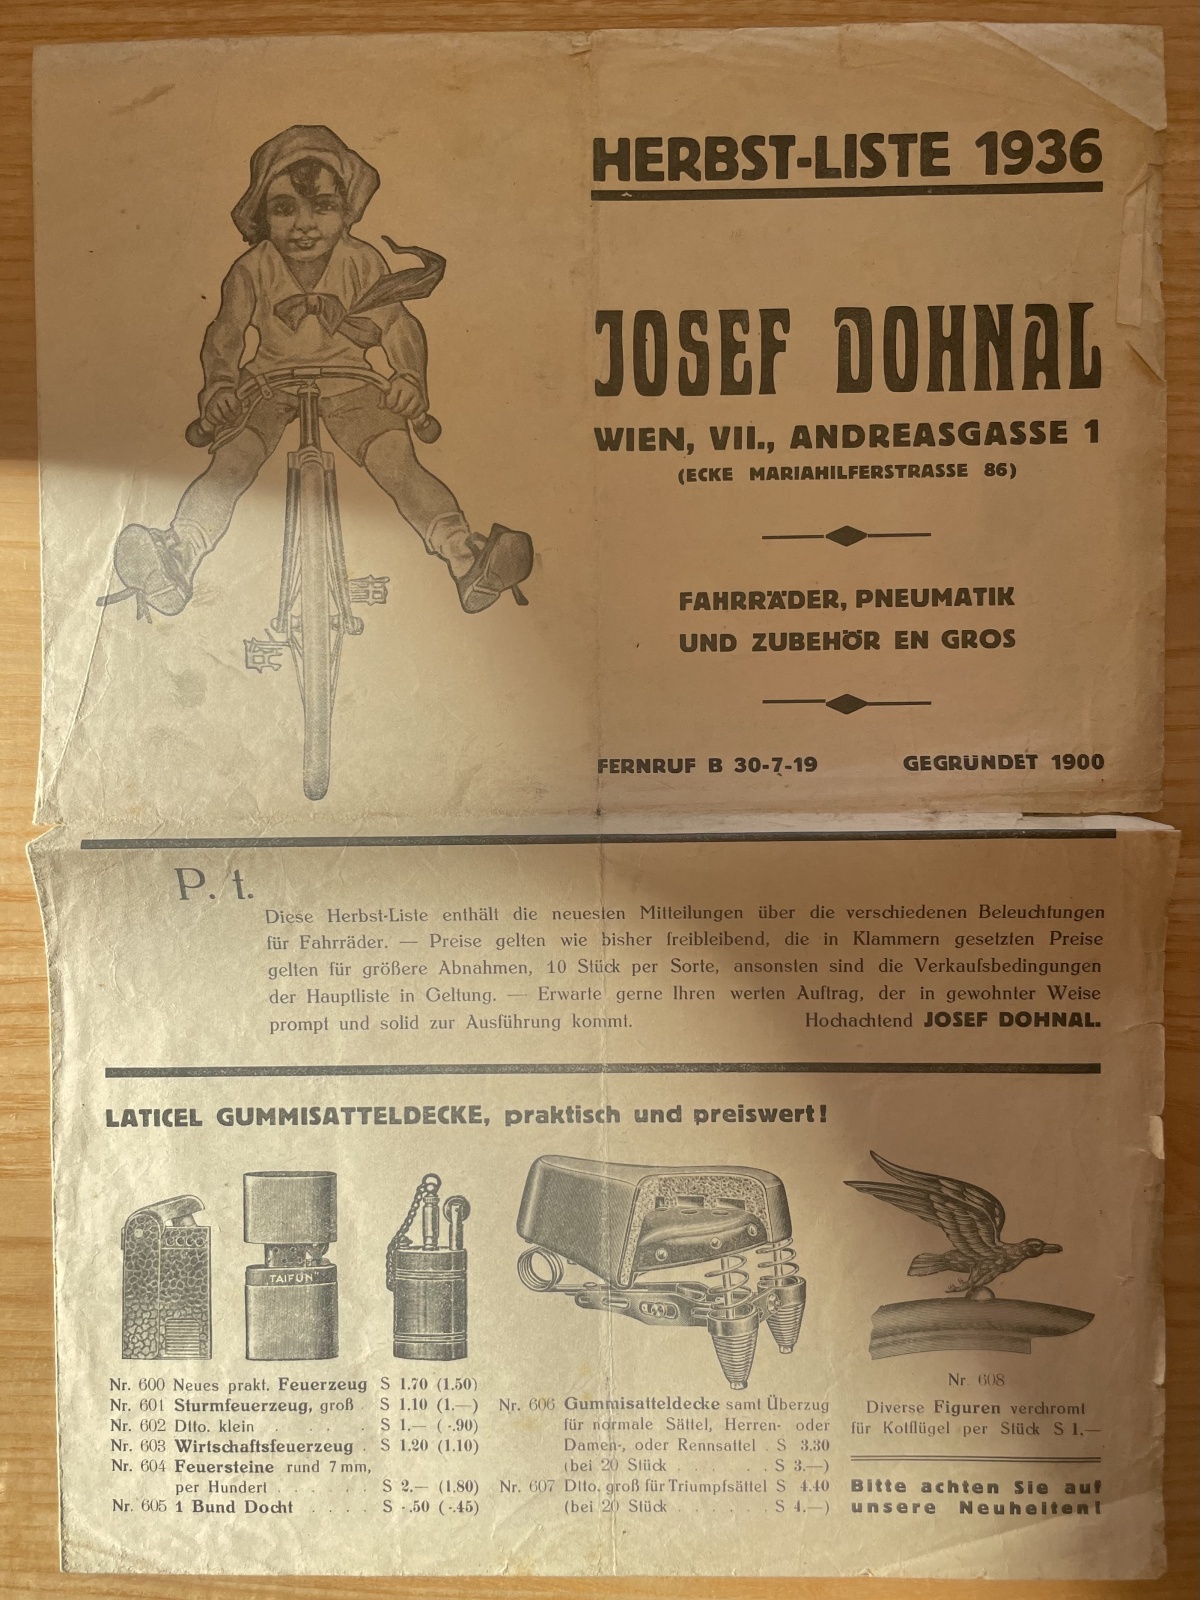 HERBST-LISTE 1936
JOSEF DOHNAL
WIEN, VII., ANDREASGASSE 1
(ECKE MARIAHILFERSTRASSE 86)
FAHRRÄDER, PNEUMATIK
UND ZUBEHÖR EN GROS
FERNRUF B 30-7-19 GEGRÜNDET 1900
P. t.
Diese Herbst-Liste enthält die neuesten Mitteilungen über die verschiedenen Beleuchtungen
für Fahrräder. — Preise gelten wie bisher freibleibend, die in Klammern gesetzten Preise
gelten für größere Abnahmen, 10 Stück per Sorte, ansonsten sind die Verkaufsbedingungen
der Hauptliste in Geltung. — Erwarte gerne Ihren werten Auftrag, der in gewohnter Weise
prompt und solid zur Ausführung kommt. Hochachtend JOSEF DOHNAL.
LATICEL GUMMISATTELDECKE, praktisch und preiswert!
„TAIFUN"
Nr. 600 Neues prakt. Feuerzeug S 1.70 (1.50)
Nr. 601 Sturmfeuerzeug, groß . S 1.10 (1.—)
Nr. 602 Dtto. klein . . . . . S 1.— (-.90)
Nr. 603 Wirtschaftsfeuerzeug . S 1.20 (1.10)
Nr. 604 Feuersteine rund 7 mm,
per Hundert . . . . . S 2.— (1.80)
Nr. 605 1 Bund Docht . . . S -.50 (-.45)
Nr. 606 Gummisatteldecke samt Überzug
für normale Sättel, Herren- oder
Damen-, oder Rennsattel . S 3.30
(bei 20 Stück . . . . . . S 3.—)
Nr. 607 Dtto. groß für Triumpfsättel S 4.40
(bei 20 Stück . . . . . . S 4.—)
Nr. 608
Diverse Figuren verchromt
für Kotflügel per Stück S 1.—
Bitte achten Sie auf
unsere Neuheiten!